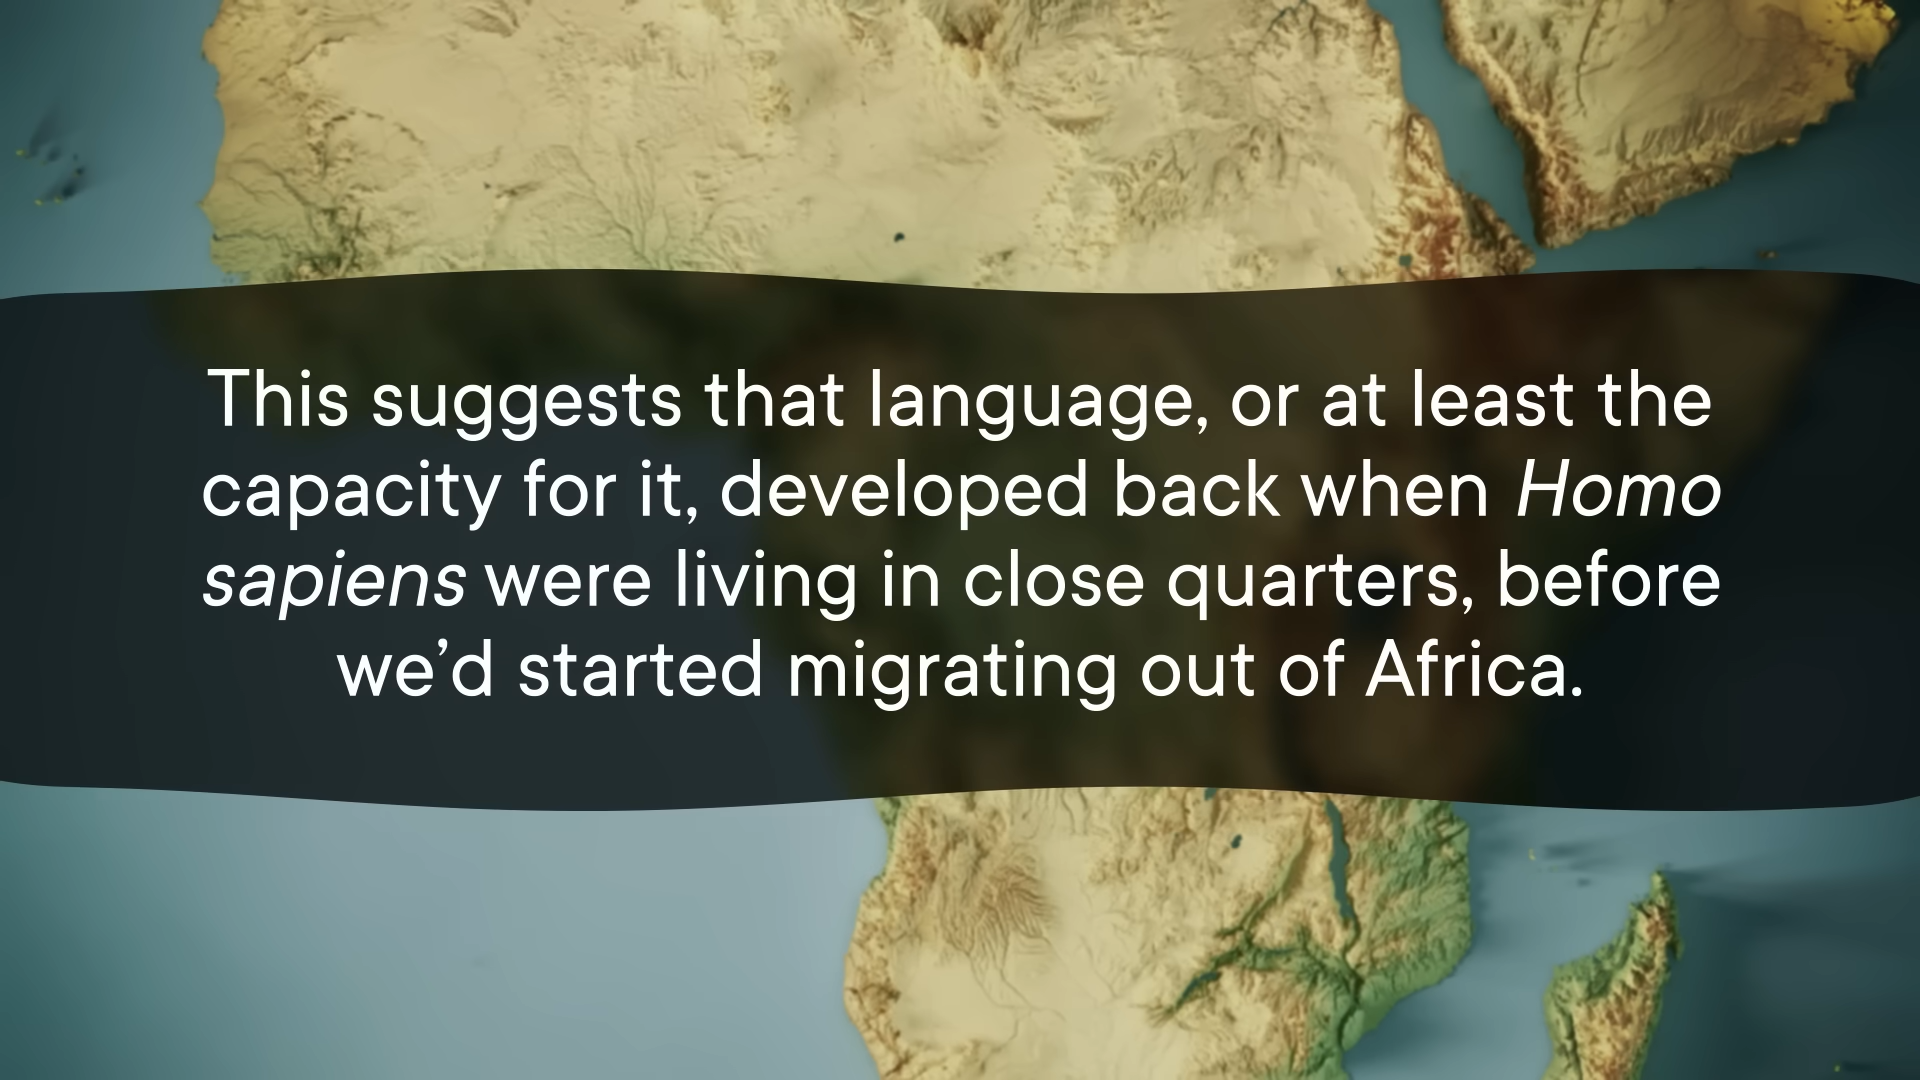 This suggests that language, or at least the
capacity for it, developed back when Homo
sapiens were living in close quarters, before
we’d started migrating out of Africa.